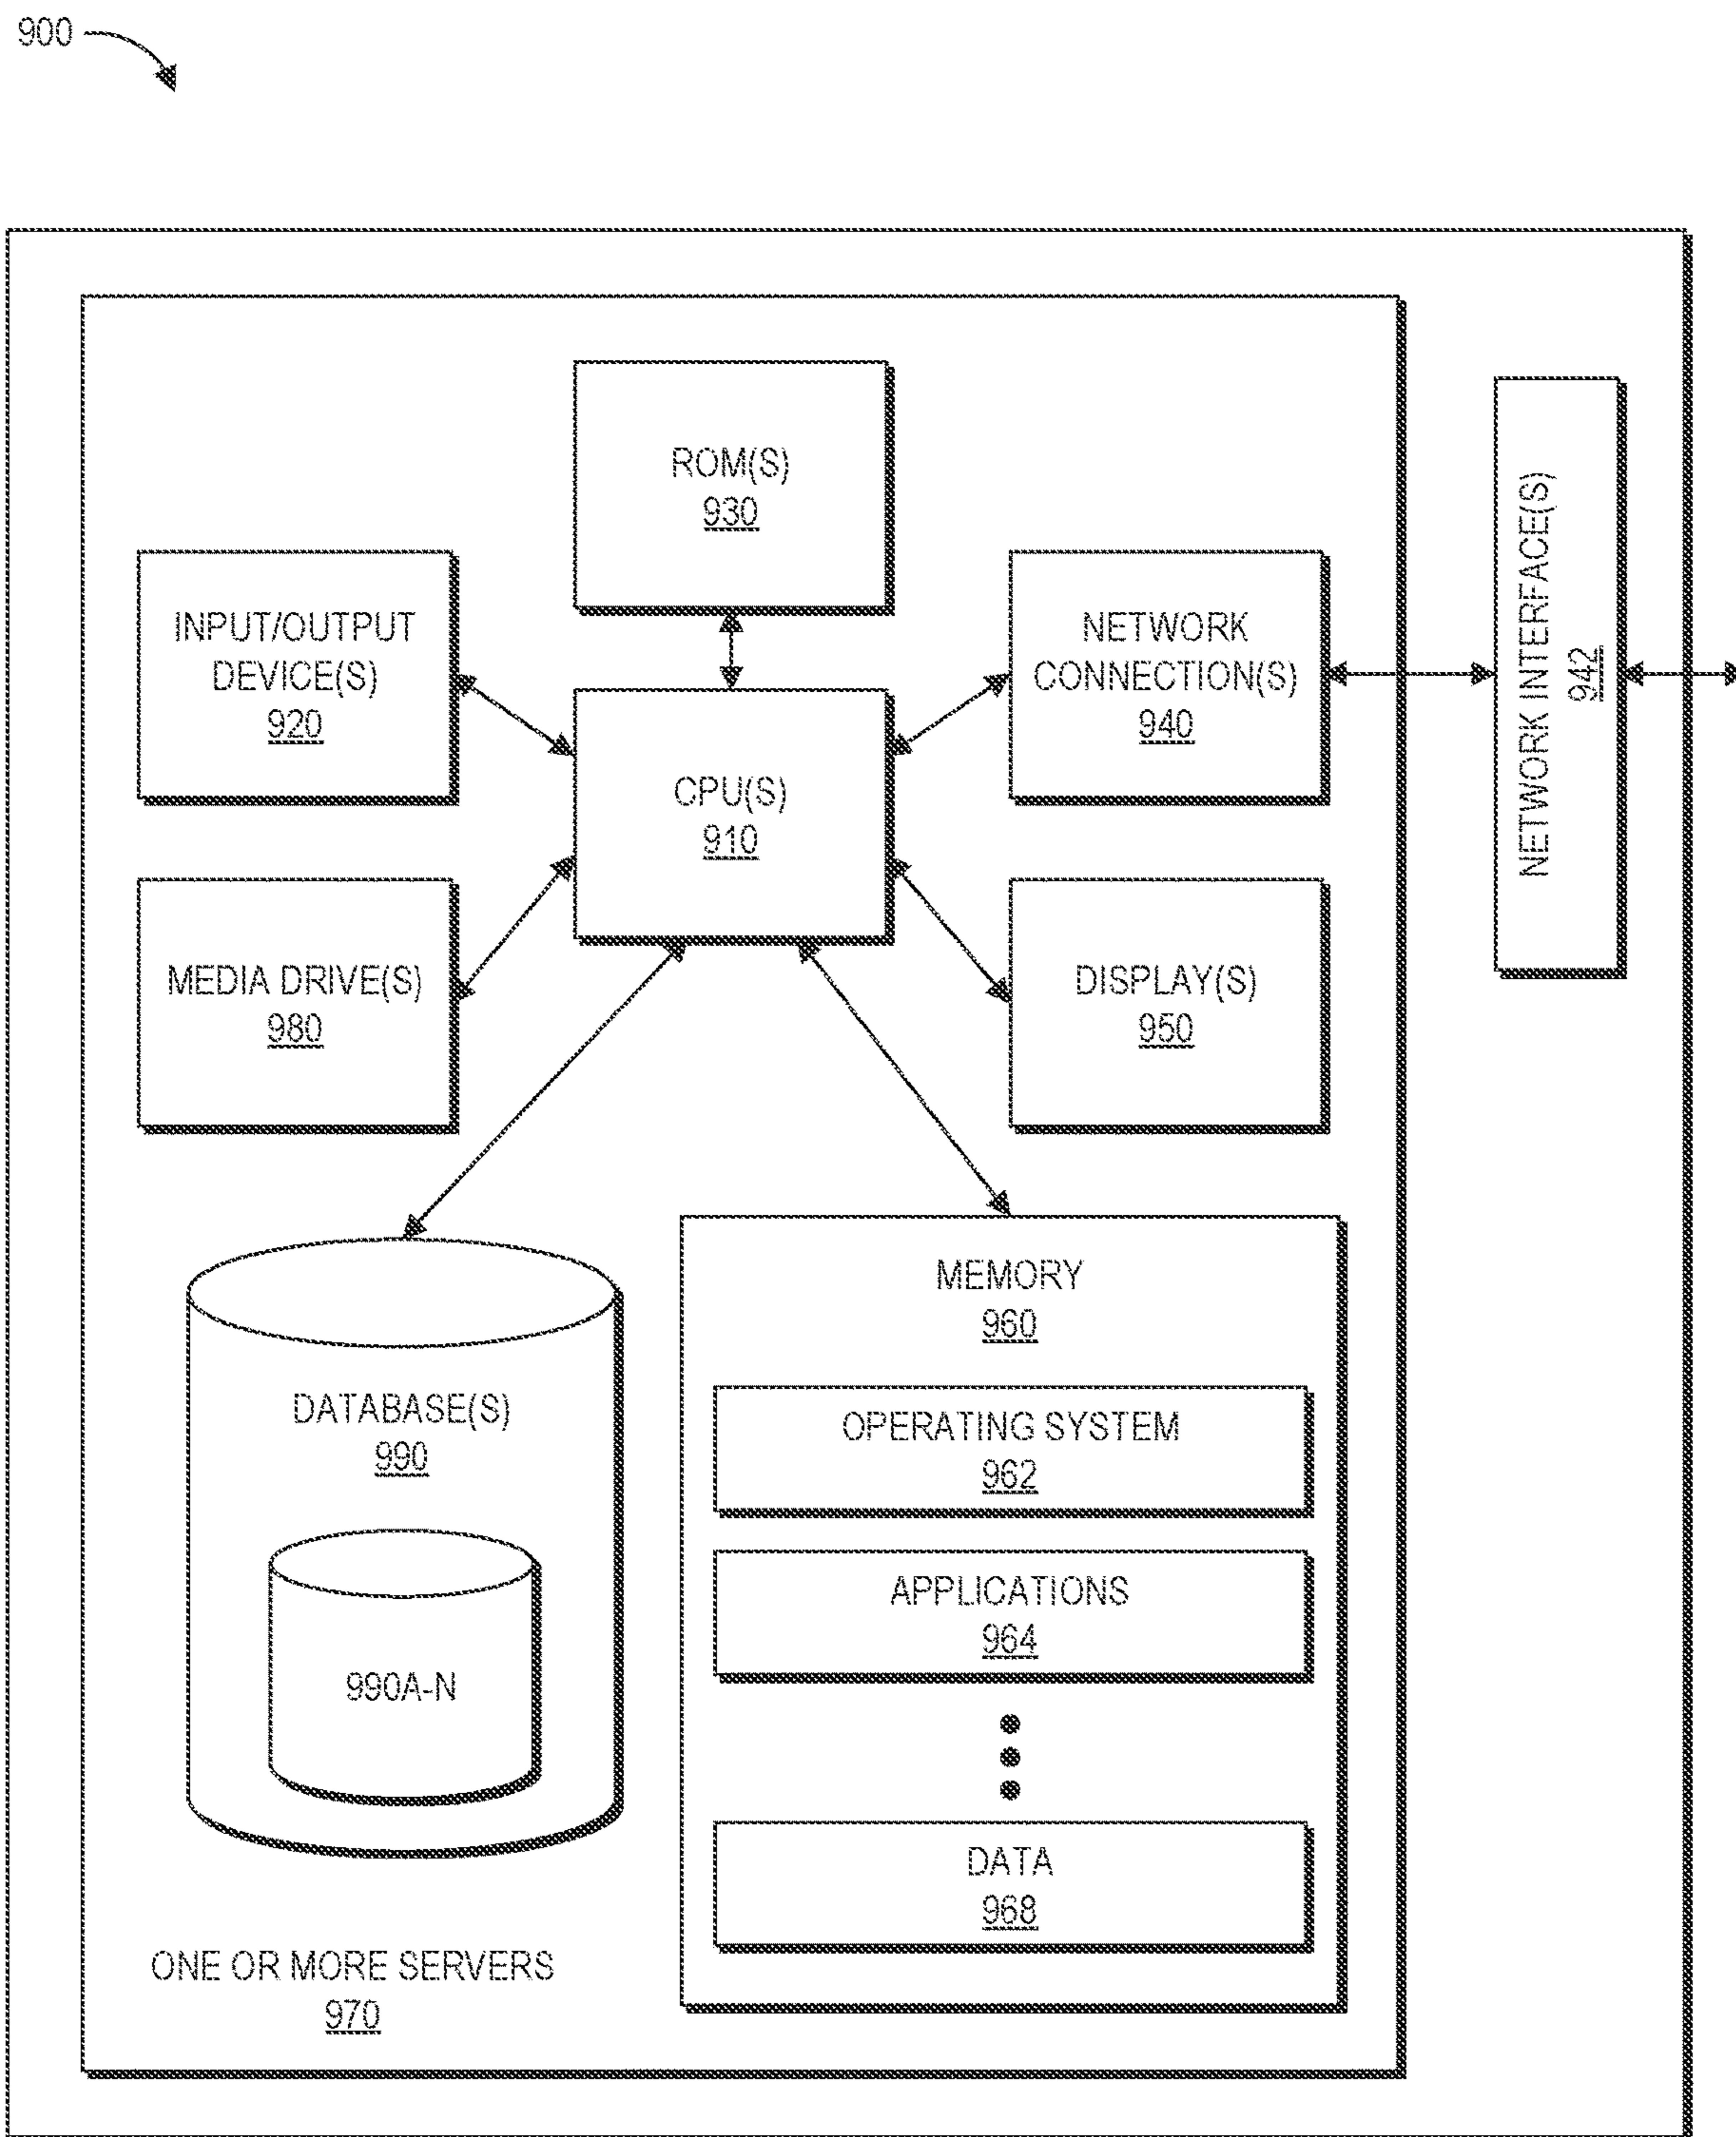 900
ROM(S)
930
INPUT/OUTPUT
DEVICE(S)
920
NETWORK
CONNECTION(S)
940
NETWORK INTERFACE(S)
942
CPU(S)
910
MEDIA DRIVE(S)
980
DISPLAY(S)
950
MEMORY
960
DATABASE(S)
990
OPERATING SYSTEM
962
APPLICATIONS
964
990A-N
DATA
968
ONE OR MORE SERVERS
970